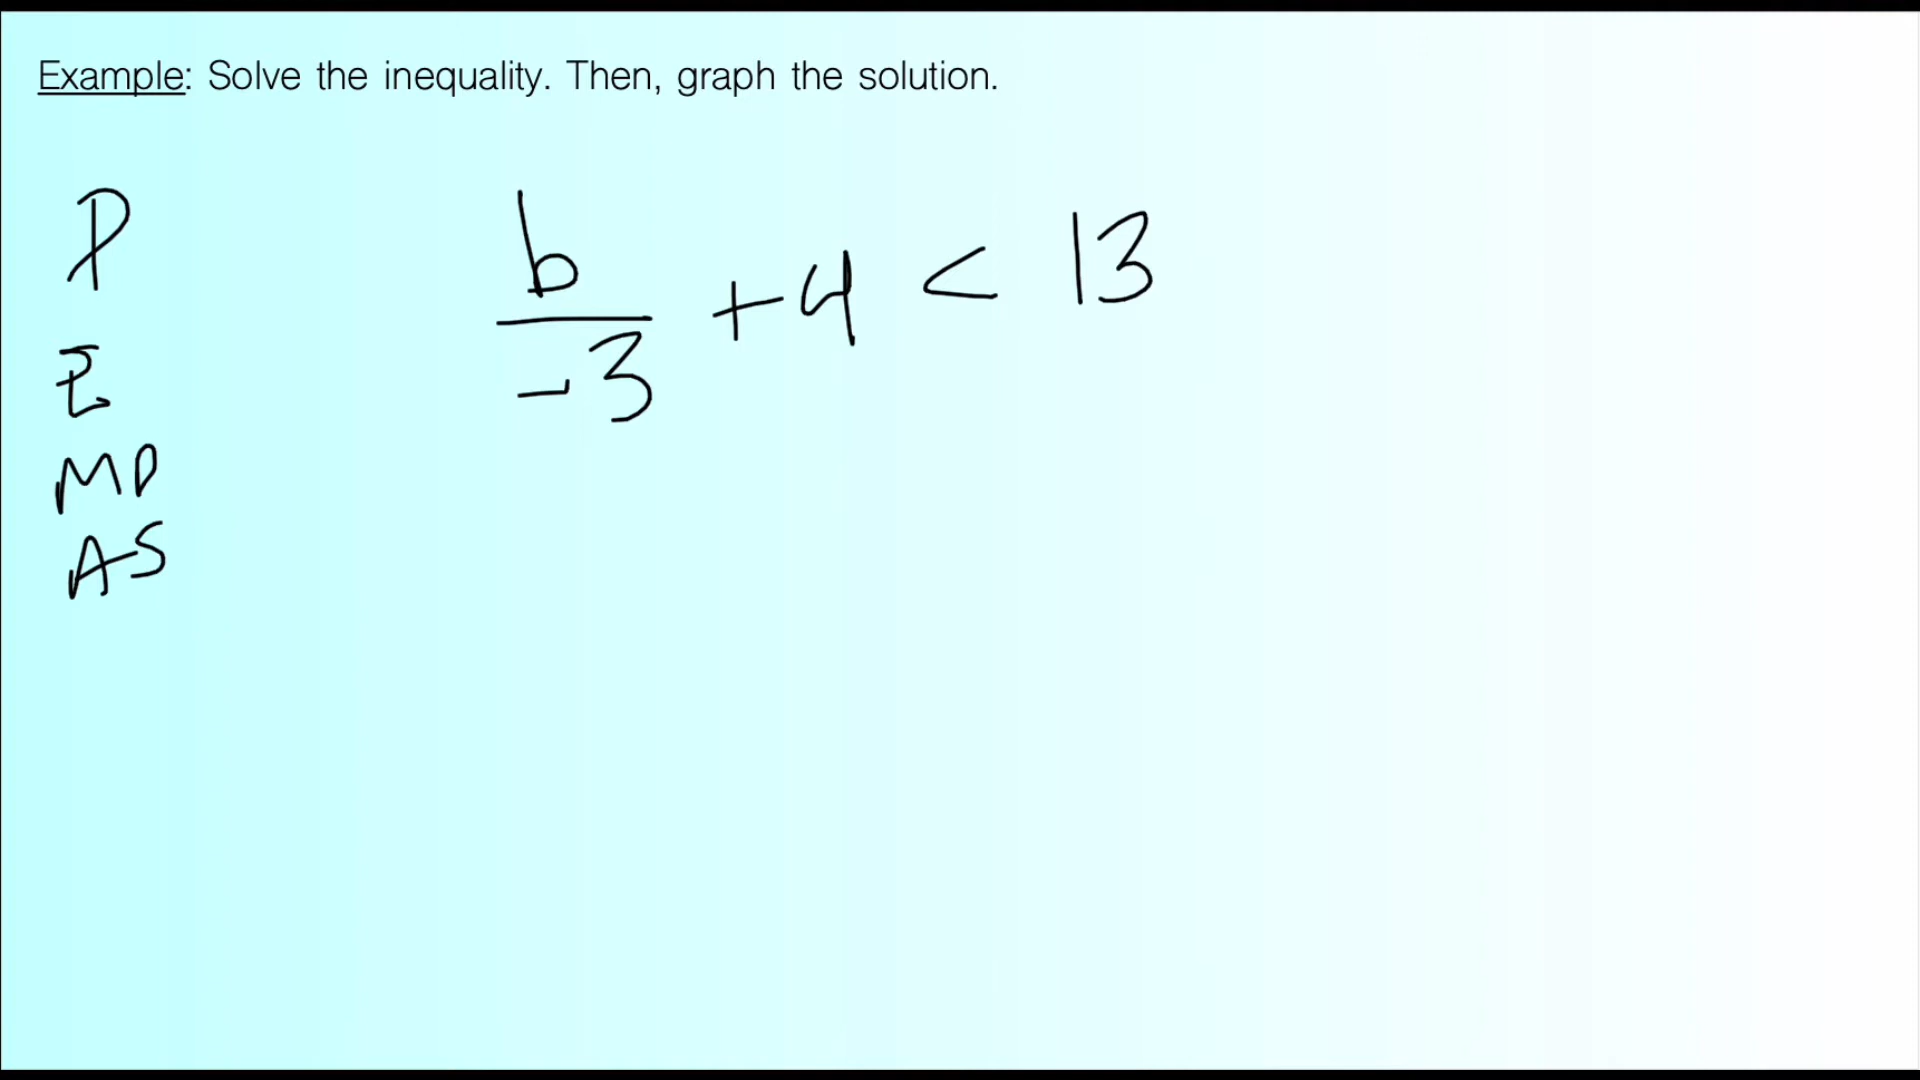 Example: Solve the inequality. Then, graph the solution.
P
E
MD
AS
b
-3
+4 < 13